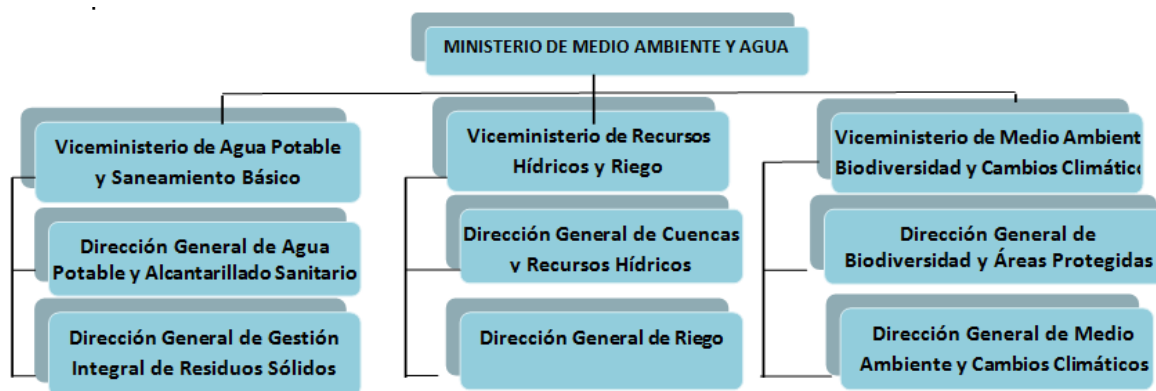 MINISTERIO DE MEDIO AMBIENTE Y AGUA
Viceministerio de Agua Potable
y Saneamiento Básico
Dirección General de Agua
Potable y Alcantarillado Sanitario
Dirección General de Gestión
Integral de Residuos Sólidos
Viceministerio de Recursos
Hídricos y Riego
Dirección General de Cuencas
y Recursos Hídricos
Dirección General de Riego
Viceministerio de Medio Ambient
Biodiversidad y Cambios Climátic
Dirección General de
Biodiversidad y Áreas Protegidas
Dirección General de Medio
Ambiente y Cambios Climáticos